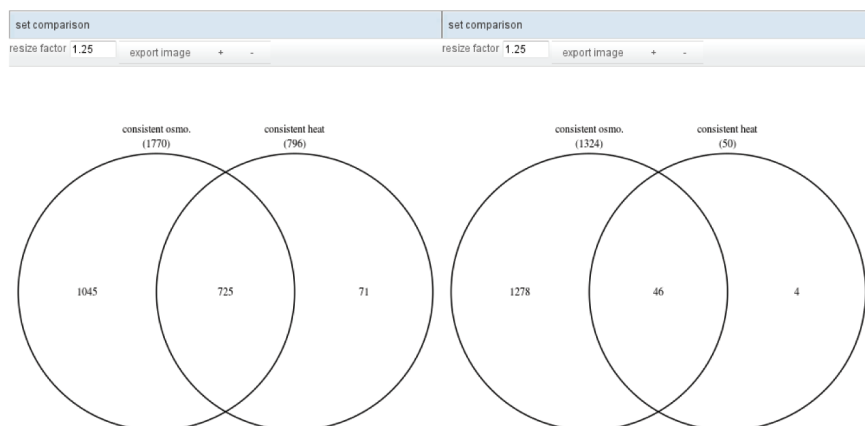 set comparison
resize factor 1.25 export image + -
consistent osmo.
(1770)
consistent heat
(796)
1045
725
71
set comparison
resize factor 1.25 export image + -
consistent osmo.
(1324)
consistent heat
(50)
1278
46
4